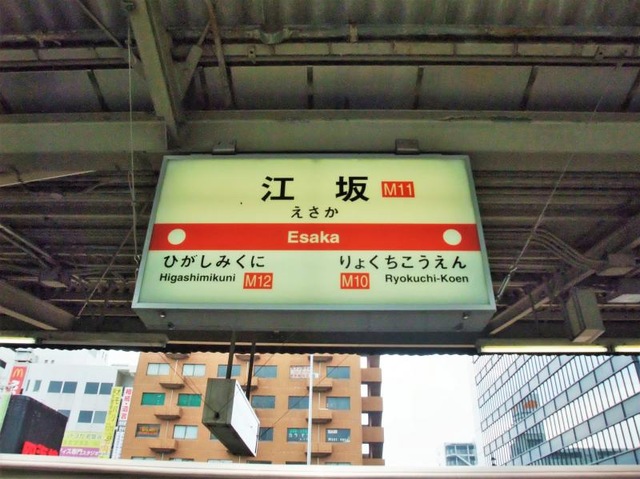 江坂 M11
えさか
Esaka
ひがしみくに りょくちこうえん
Higashimikuni M12 M10 Ryokuchi-Koen